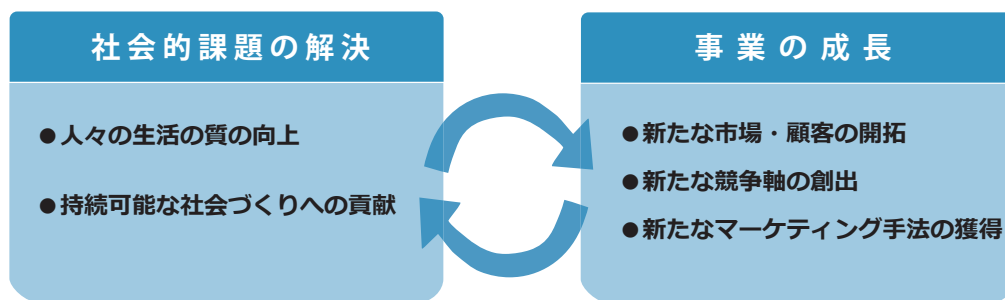 社会的課題の解決
●人々の生活の質の向上
●持続可能な社会づくりへの貢献
事業の成長
●新たな市場・顧客の開拓
●新たな競争軸の創出
●新たなマーケティング手法の獲得